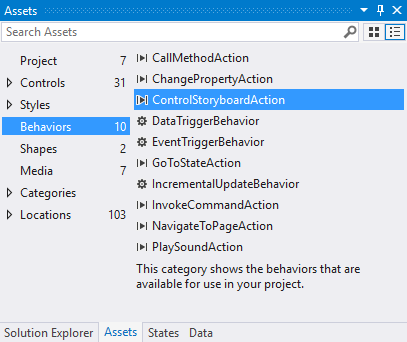 Assets
Search Assets
Project 7
Controls 31
Styles
Behaviors 10
Shapes 2
Media 7
Categories
Locations 103
CallMethodAction
ChangePropertyAction
ControlStoryboardAction
DataTriggerBehavior
EventTriggerBehavior
GoToStateAction
IncrementalUpdateBehavior
InvokeCommandAction
NavigateToPageAction
PlaySoundAction
This category shows the behaviors that are
available for use in your project.
Solution Explorer Assets States Data